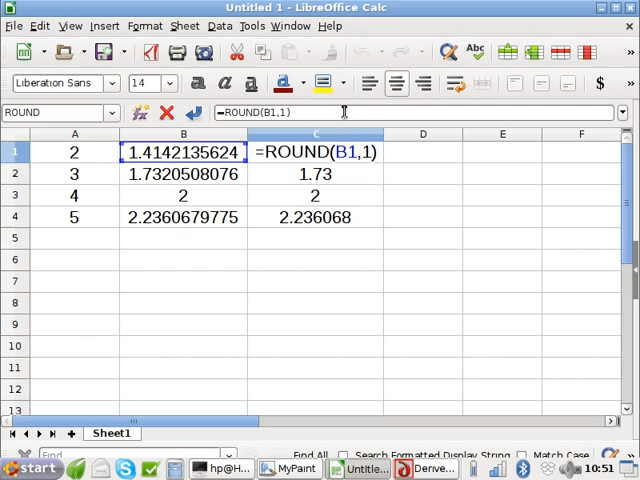 Untitled 1 - LibreOffice Calc
File Edit View Insert Format Sheet Data Tools Window Help
Liberation Sans 14 a a a a $
ROUND =ROUND(B1,1)
A B C D E F
1 2 1.4142135624 =ROUND(B1,1)
2 3 1.7320508076 1.73
3 4 2 2
4 5 2.2360679775 2.236068
5
6
7
8
9
10
11
12
13
Sheet1
Find Find All Search Formatted Display String Match Case
start hp@H... MyPaint Untitle... Derive... 10:51